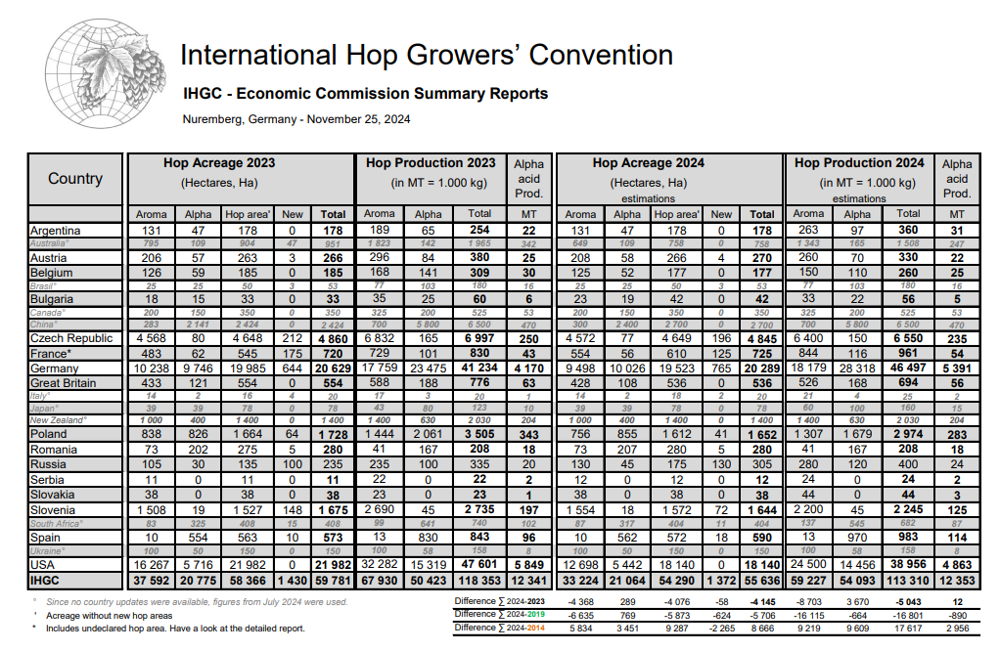 International Hop Growers’ Convention
IHGC - Economic Commission Summary Reports
Nuremberg, Germany - November 25, 2024
Country Hop Acreage 2023 (Hectares, Ha) Hop Production 2023 (in MT = 1.000 kg) Alpha acid Prod. Hop Acreage 2024 (Hectares, Ha) estimations Hop Production 2024 (in MT = 1.000 kg) estimations Alpha acid Prod.
Aroma Alpha Hop area' New Total Aroma Alpha Total MT Aroma Alpha Hop area' New Total Aroma Alpha Total MT
Argentina 131 47 178 0 178 189 65 254 22 131 47 178 0 178 263 97 360 31
Australia° 795 109 904 47 951 1 823 142 1 965 342 649 109 758 0 758 1 343 165 1 508 247
Austria 206 57 263 3 266 296 84 380 25 208 58 266 4 270 260 70 330 22
Belgium 126 59 185 0 185 168 141 309 30 125 52 177 0 177 150 110 260 25
Brasil° 25 25 50 3 53 77 103 180 16 25 25 50 3 53 77 103 180 16
Bulgaria 18 15 33 0 33 35 25 60 6 23 19 42 0 42 33 22 56 5
Canada° 200 150 350 0 350 325 200 525 53 200 150 350 0 350 325 200 525 53
China° 283 2 141 2 424 0 2 424 700 5 800 6 500 470 300 2 400 2 700 0 2 700 700 5 800 6 500 470
Czech Republic 4 568 80 4 648 212 4 860 6 832 165 6 997 250 4 572 77 4 649 196 4 845 6 400 150 6 550 235
France* 483 62 545 175 720 729 101 830 43 554 56 610 125 725 844 116 961 54
Germany 10 238 9 746 19 985 644 20 629 17 759 23 475 41 234 4 170 9 498 10 026 19 523 765 20 289 18 179 28 318 46 497 5 391
Great Britain 433 121 554 0 554 588 188 776 63 428 108 536 0 536 526 168 694 56
Italy° 14 2 16 4 20 17 3 20 1 14 2 18 2 20 21 4 25 2
Japan° 39 39 78 0 78 43 80 123 10 39 39 78 0 78 60 100 160 15
New Zealand° 1 000 400 1 400 0 1 400 1 400 630 2 030 204 1 000 400 1 400 0 1 400 1 400 630 2 030 204
Poland 838 826 1 664 64 1 728 1 444 2 061 3 505 343 756 855 1 612 41 1 652 1 307 1 679 2 974 283
Romania 73 202 275 5 280 41 167 208 18 73 207 280 5 280 41 167 208 18
Russia 105 30 135 100 235 235 100 335 20 130 45 175 130 305 280 120 400 24
Serbia 11 0 11 0 11 22 0 22 2 12 0 12 0 12 24 0 24 2
Slovakia 38 0 38 0 38 23 0 23 1 38 0 38 0 38 44 0 44 3
Slovenia 1 508 19 1 527 148 1 675 2 690 45 2 735 197 1 554 18 1 572 72 1 644 2 200 45 2 245 125
South Africa° 83 325 408 15 408 99 641 740 102 87 317 404 11 404 137 545 682 87
Spain 10 554 563 10 573 13 830 843 96 10 562 572 18 590 13 970 983 114
Ukraine° 100 50 150 0 150 100 58 158 8 100 50 150 0 150 100 58 158 8
USA 16 267 5 716 21 982 0 21 982 32 282 15 319 47 601 5 849 12 698 5 442 18 140 0 18 140 24 500 14 456 38 956 4 863
IHGC 37 592 20 775 58 366 1 430 59 781 67 930 50 423 118 353 12 341 33 224 21 064 54 290 1 372 55 636 59 227 54 093 113 310 12 353
° Since no country updates were available, figures from July 2024 were used. Difference ∑ 2024-2023 -4 368 289 -4 076 -58 -4 145 -8 703 3 670 -5 043 12
' Acreage without new hop areas Difference ∑ 2024-2019 -6 635 769 -5 873 -624 -5 706 -16 115 -664 -16 801 -890
* Includes undeclared hop area. Have a look at the detailed report. Difference ∑ 2024-2014 5 834 3 451 9 287 -2 265 8 666 9 219 9 609 17 617 2 956